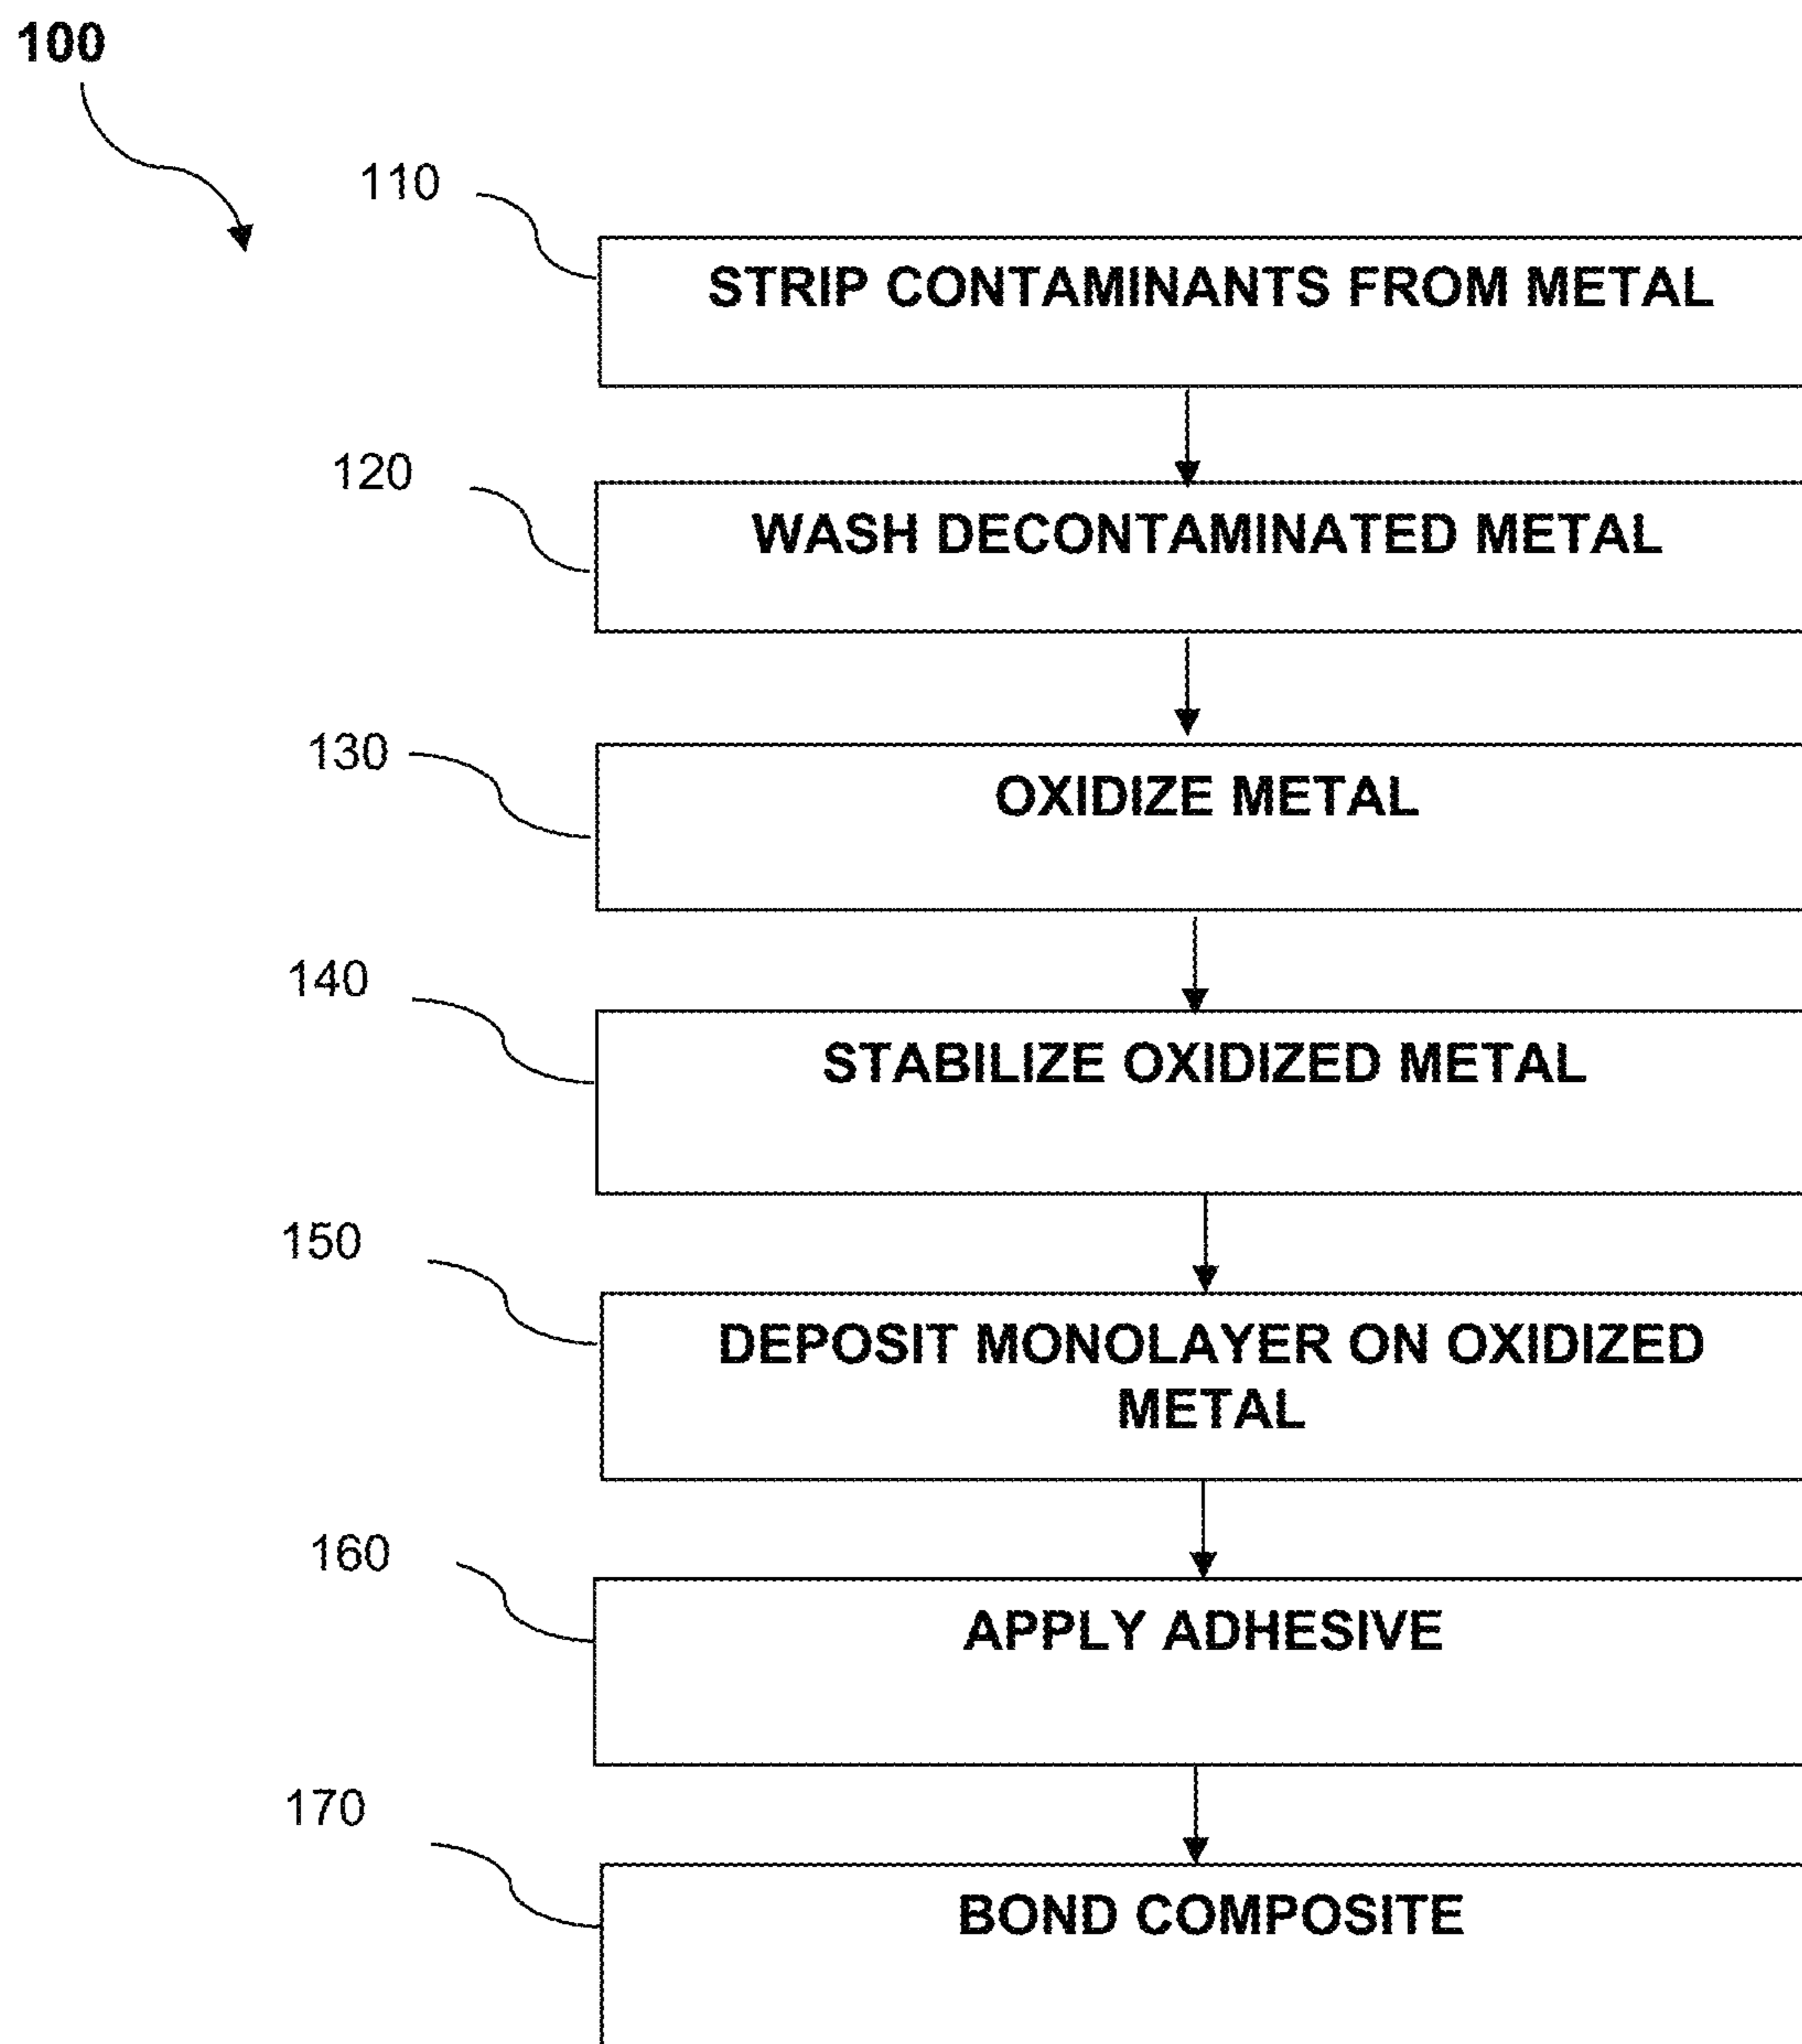 100
110
STRIP CONTAMINANTS FROM METAL
120
WASH DECONTAMINATED METAL
130
OXIDIZE METAL
140
STABILIZE OXIDIZED METAL
150
DEPOSIT MONOLAYER ON OXIDIZED
METAL
160
APPLY ADHESIVE
170
BOND COMPOSITE